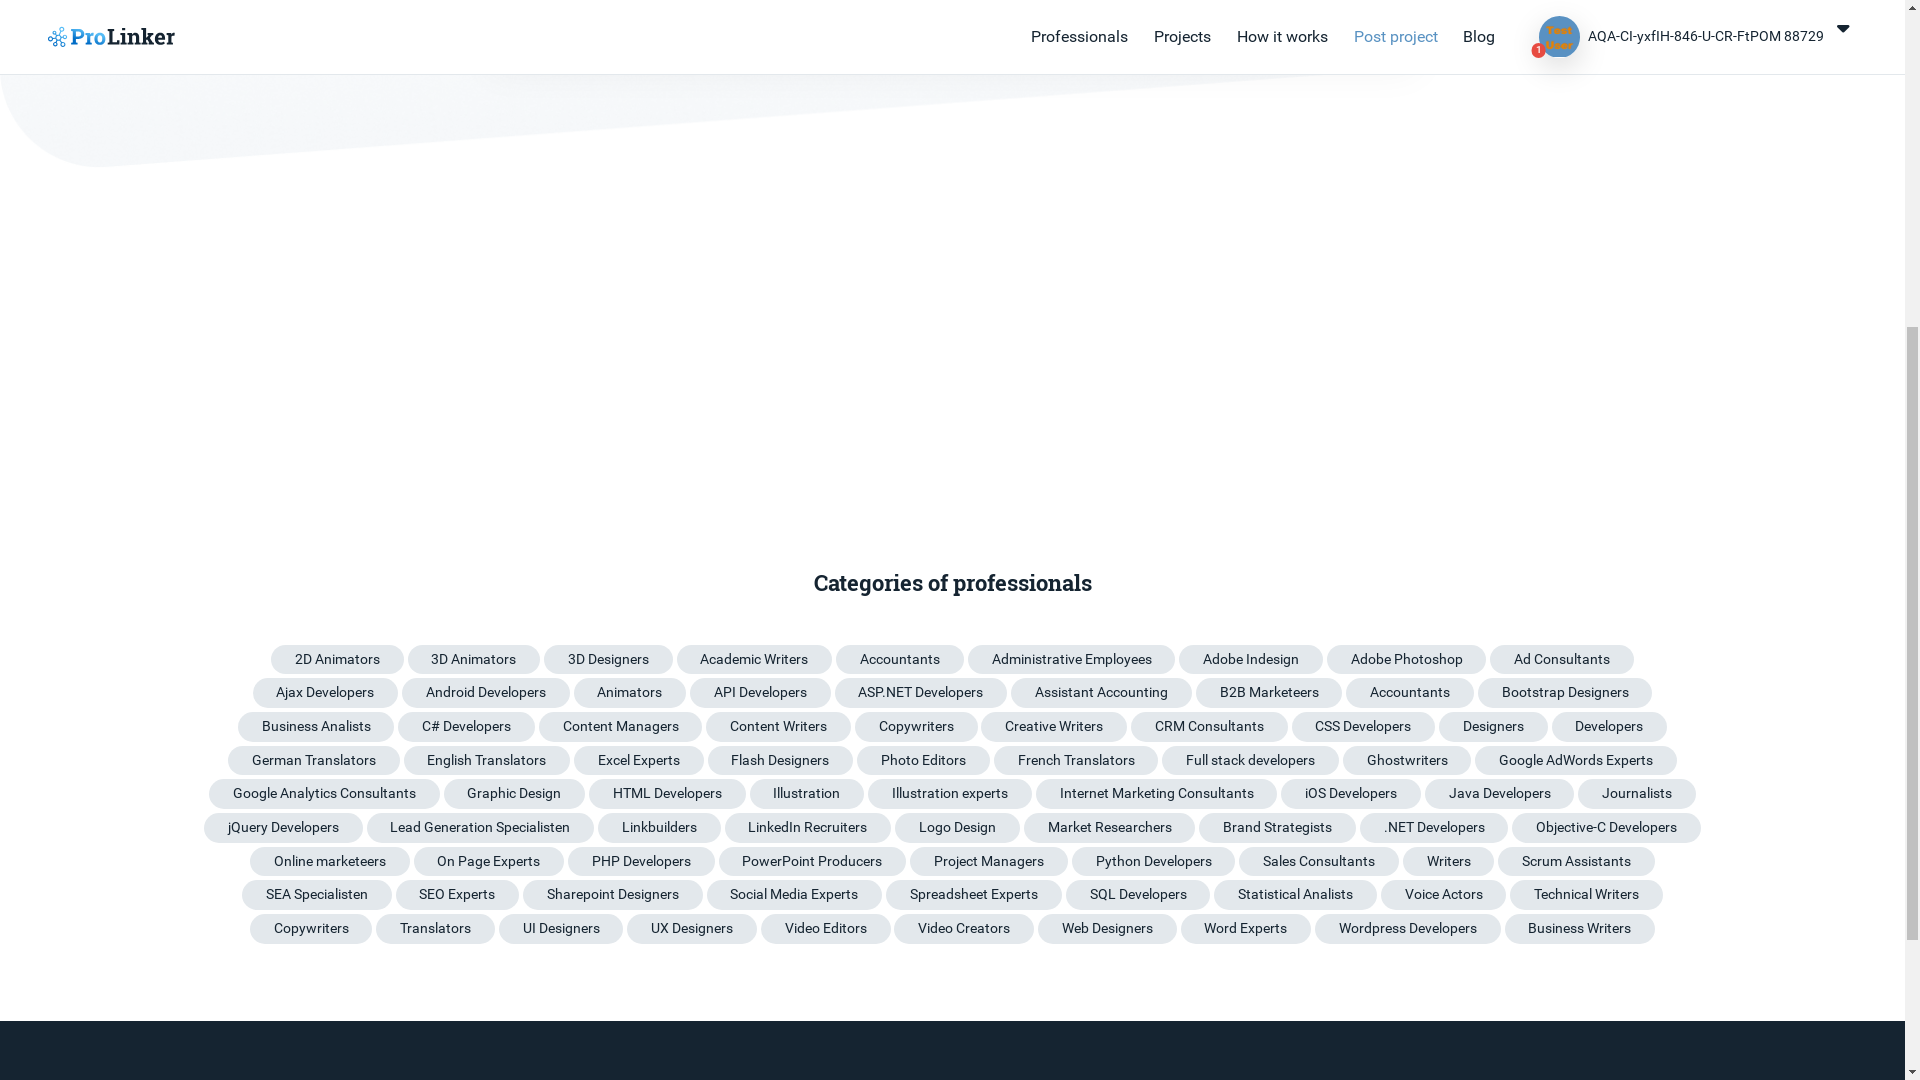 ProLinker
Professionals Projects How it works Post project Blog
Test User
1
AQA-CI-yxfIH-846-U-CR-FtPOM 88729
Categories of professionals
2D Animators 3D Animators 3D Designers Academic Writers Accountants Administrative Employees Adobe Indesign Adobe Photoshop Ad Consultants
Ajax Developers Android Developers Animators API Developers ASP.NET Developers Assistant Accounting B2B Marketeers Accountants Bootstrap Designers
Business Analists C# Developers Content Managers Content Writers Copywriters Creative Writers CRM Consultants CSS Developers Designers Developers
German Translators English Translators Excel Experts Flash Designers Photo Editors French Translators Full stack developers Ghostwriters Google AdWords Experts
Google Analytics Consultants Graphic Design HTML Developers Illustration Illustration experts Internet Marketing Consultants iOS Developers Java Developers Journalists
jQuery Developers Lead Generation Specialisten Linkbuilders LinkedIn Recruiters Logo Design Market Researchers Brand Strategists .NET Developers Objective-C Developers
Online marketeers On Page Experts PHP Developers PowerPoint Producers Project Managers Python Developers Sales Consultants Writers Scrum Assistants
SEA Specialisten SEO Experts Sharepoint Designers Social Media Experts Spreadsheet Experts SQL Developers Statistical Analists Voice Actors Technical Writers
Copywriters Translators UI Designers UX Designers Video Editors Video Creators Web Designers Word Experts Wordpress Developers Business Writers